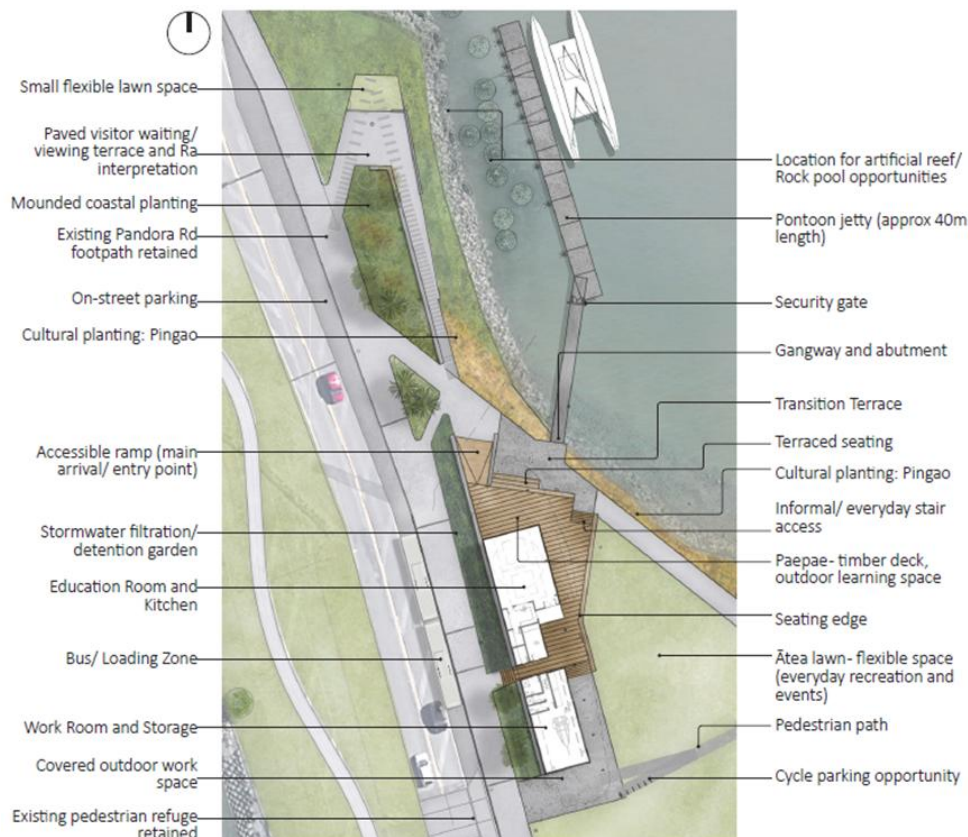 Small flexible lawn space
Paved visitor waiting/
viewing terrace and Ra
interpretation
Mounded coastal planting
Existing Pandora Rd
footpath retained
On-street parking
Cultural planting: Pingao
Accessible ramp (main
arrival/ entry point)
Stormwater filtration/
detention garden
Education Room and
Kitchen
Bus/ Loading Zone
Work Room and Storage
Covered outdoor work
space
Existing pedestrian refuge
retained
Location for artificial reef/
Rock pool opportunities
Pontoon jetty (approx 40m
length)
Security gate
Gangway and abutment
Transition Terrace
Terraced seating
Cultural planting: Pingao
Informal/ everyday stair
access
Paepae- timber deck,
outdoor learning space
Seating edge
Ātea lawn- flexible space
(everyday recreation and
events)
Pedestrian path
Cycle parking opportunity